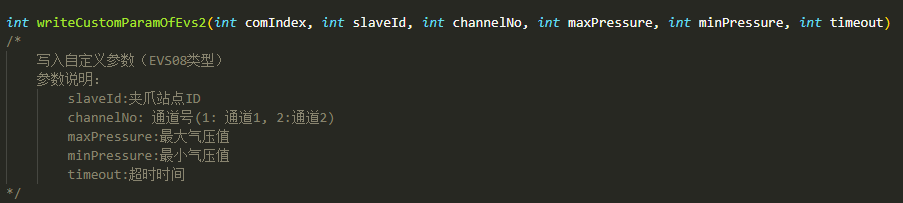 int writeCustomParamOfEvs2(int comIndex, int slaveId, int channelNo, int maxPressure, int minPressure, int timeout)
/*
写入自定义参数（EVS08类型）
参数说明：
slaveId:夹爪站点ID
channelNo: 通道号(1: 通道1, 2:通道2)
maxPressure:最大气压值
minPressure:最小气压值
timeout:超时时间
*/